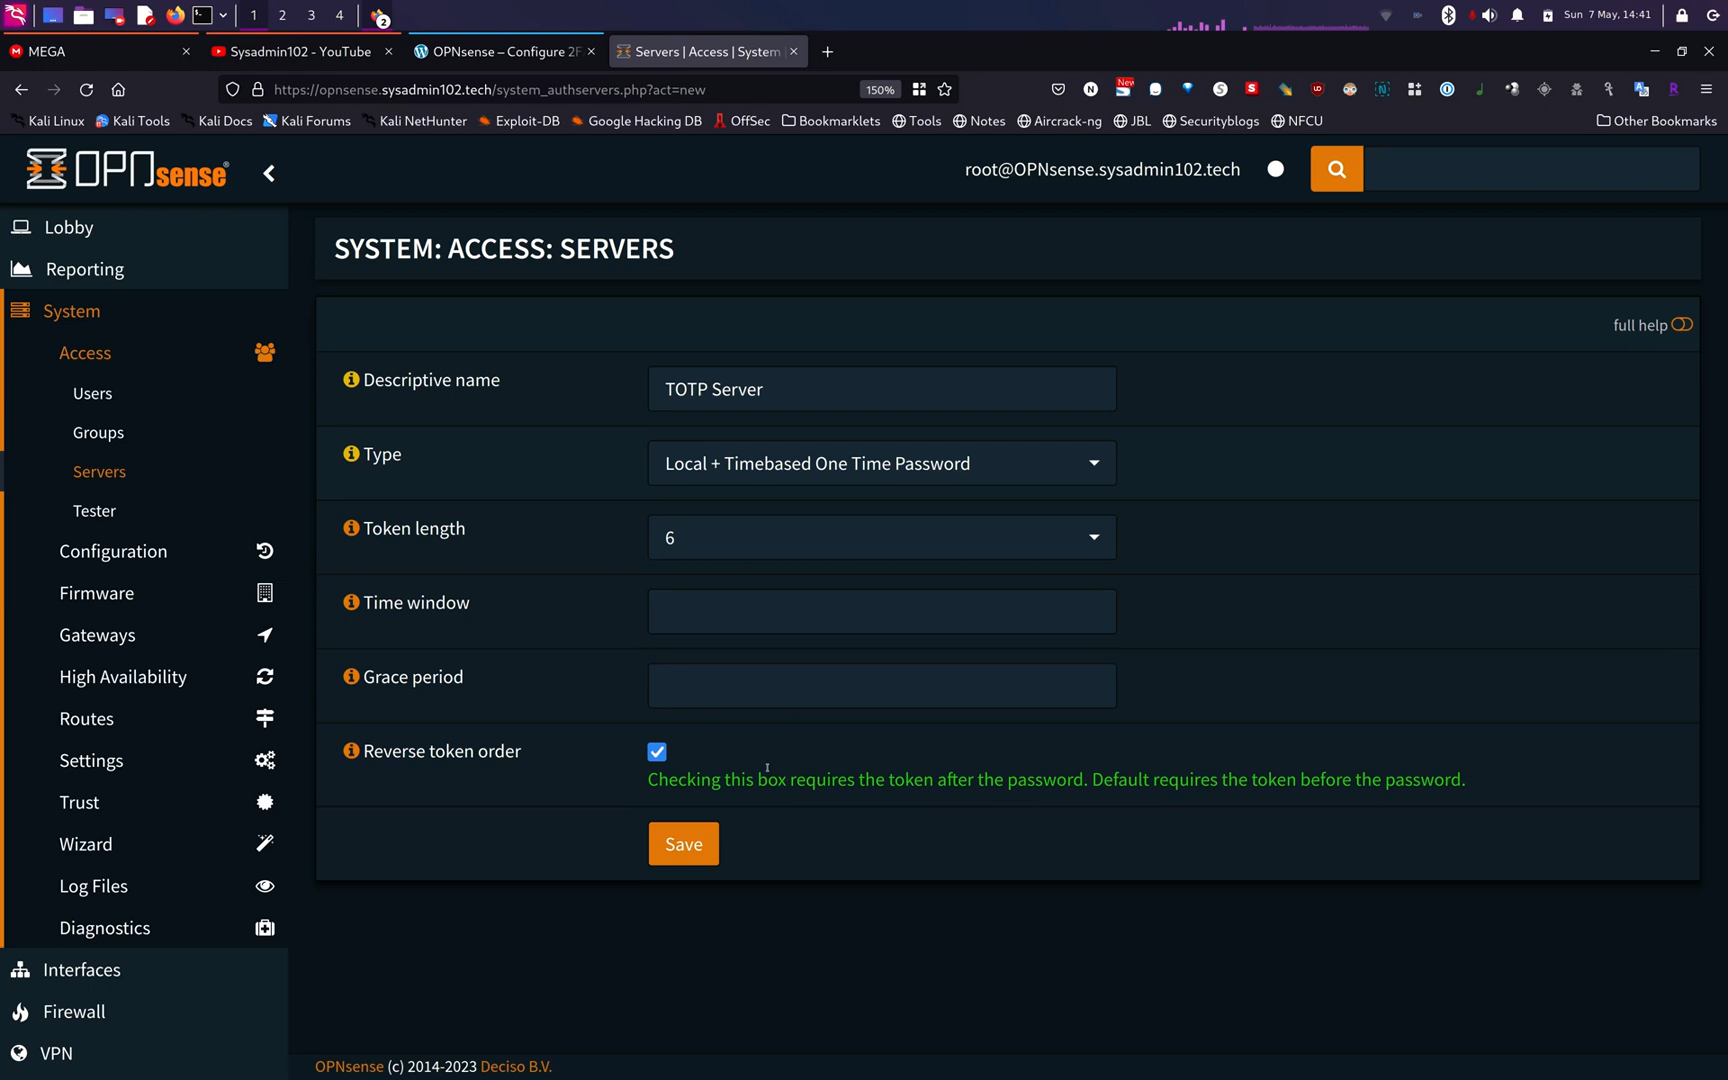 1 2 3 4 2 Sun 7 May, 14:41
MEGA
Sysadmin102 - YouTube
OPNsense – Configure 2F
Servers | Access | System
https://opnsense.sysadmin102.tech/system_authservers.php?act=new
150%
New
Kali Linux Kali Tools Kali Docs Kali Forums Kali NetHunter Exploit-DB Google Hacking DB OffSec Bookmarklets Tools Notes Aircrack-ng JBL Securityblogs NFCU Other Bookmarks
OPNsense
root@OPNsense.sysadmin102.tech
Lobby
Reporting
System
Access
Users
Groups
Servers
Tester
Configuration
Firmware
Gateways
High Availability
Routes
Settings
Trust
Wizard
Log Files
Diagnostics
Interfaces
Firewall
VPN
SYSTEM: ACCESS: SERVERS
full help
Descriptive name
TOTP Server
Type
Local + Timebased One Time Password
Token length
6
Time window
Grace period
Reverse token order
Checking this box requires the token after the password. Default requires the token before the password.
Save
OPNsense (c) 2014-2023 Deciso B.V.